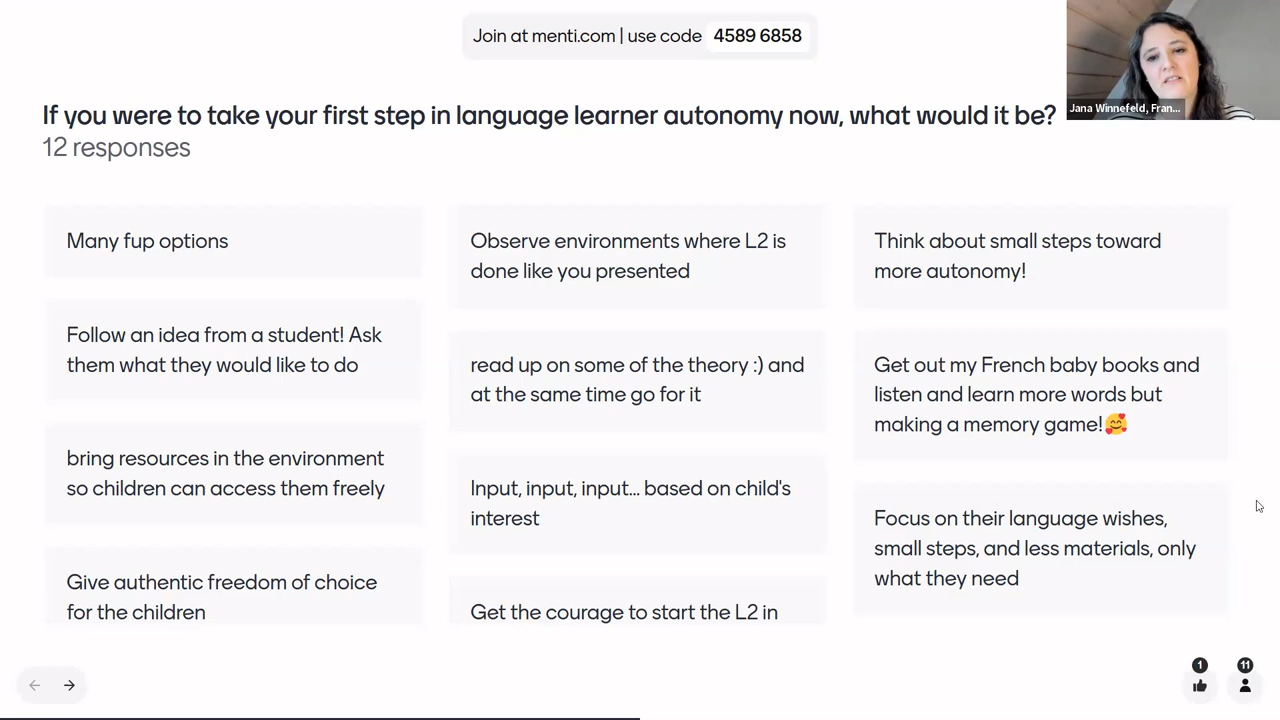 Join at menti.com | use code 4589 6858
Jana Winnefeld, Fran...
If you were to take your first step in language learner autonomy now, what would it be?
12 responses
Many fup options
Follow an idea from a student! Ask
them what they would like to do
bring resources in the environment
so children can access them freely
Give authentic freedom of choice
for the children
Observe environments where L2 is
done like you presented
read up on some of the theory :) and
at the same time go for it
Input, input, input... based on child's
interest
Get the courage to start the L2 in
Think about small steps toward
more autonomy!
Get out my French baby books and
listen and learn more words but
making a memory game!🥰
Focus on their language wishes,
small steps, and less materials, only
what they need
1
11